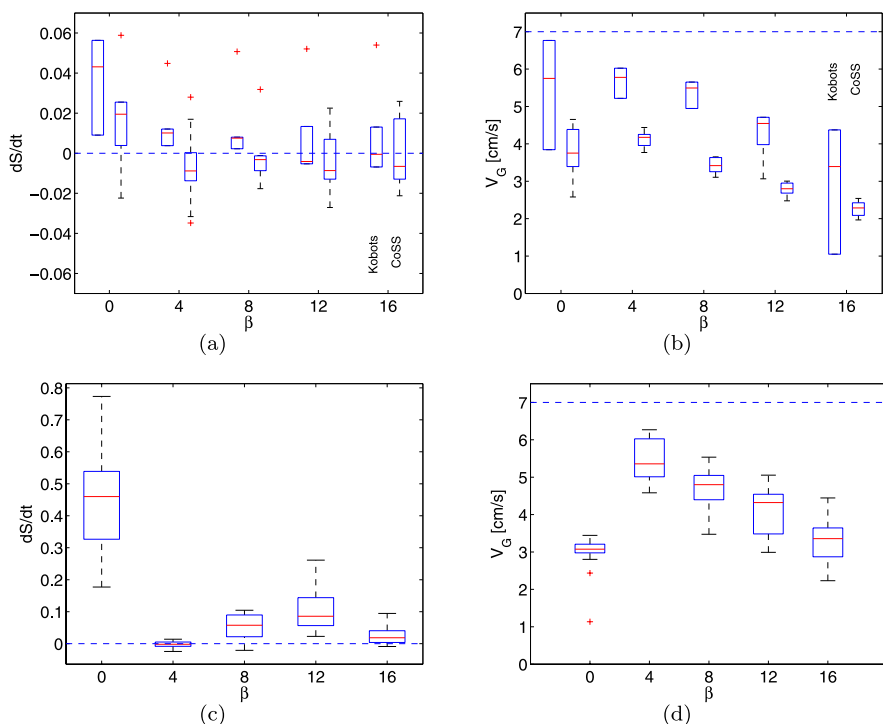 dS/dt
0.06
0.04
0.02
0
−0.02
−0.04
−0.06
Kobots
CoSS
0 4 8 12 16
β
(a)
V_G [cm/s]
7
6
5
4
3
2
1
0
Kobots
CoSS
0 4 8 12 16
β
(b)
dS/dt
0.8
0.7
0.6
0.5
0.4
0.3
0.2
0.1
0
0 4 8 12 16
β
(c)
V_G [cm/s]
7
6
5
4
3
2
1
0
0 4 8 12 16
β
(d)